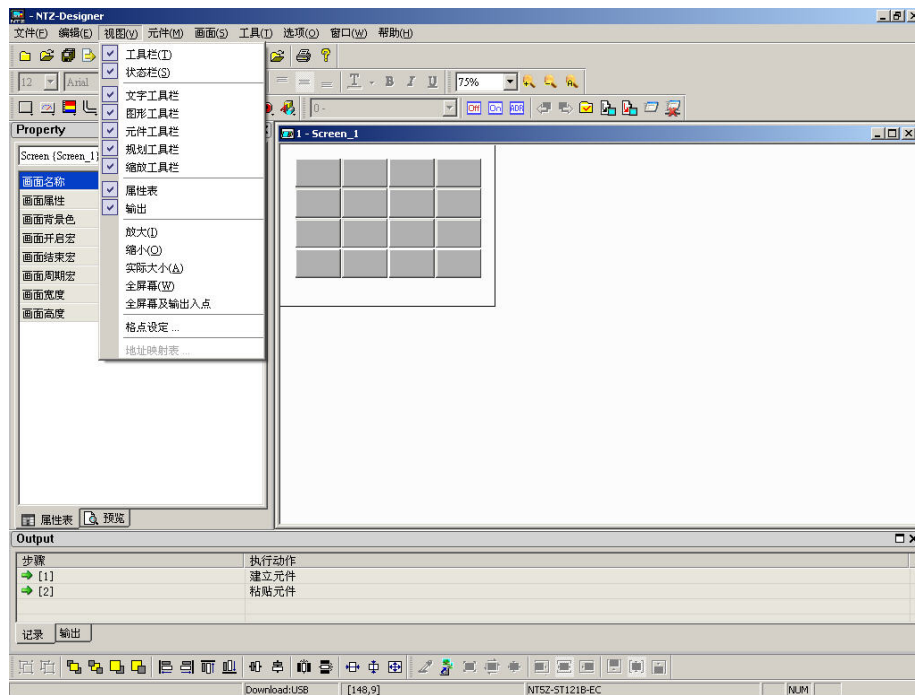 - NTZ-Designer
文件(F) 编辑(E) 视图(V) 元件(M) 画面(S) 工具(T) 选项(O) 窗口(W) 帮助(H)
12 Arial 75%
0 -
Off On ADR
Property
Screen {Screen_1}
画面名称
画面属性
画面背景色
画面开启宏
画面结束宏
画面周期宏
画面宽度
画面高度
工具栏(T)
状态栏(S)
文字工具栏
图形工具栏
元件工具栏
规划工具栏
缩放工具栏
属性表
输出
放大(I)
缩小(O)
实际大小(A)
全屏幕(W)
全屏幕及输出入点
格点设定 ...
地址映射表 ...
1 - Screen_1
属性表 预览
Output
步骤 执行动作
[1] 建立元件
[2] 粘贴元件
记录 输出
Download:USB [148,9] NT5Z-ST121B-EC NUM